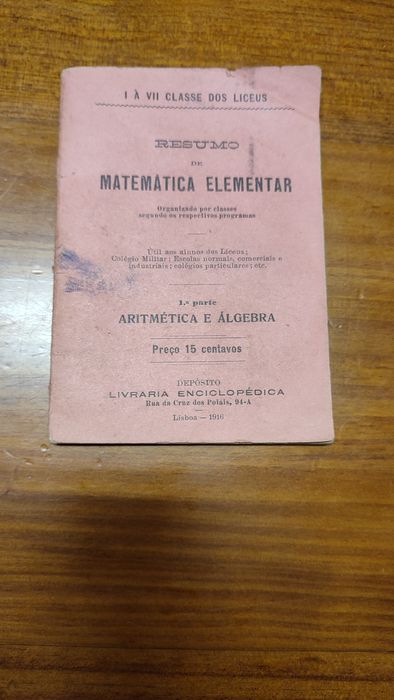 I À VII CLASSE DOS LICEUS
RESUMO
DE
MATEMÁTICA ELEMENTAR
Organizado por classes
segundo os respectivos programas
Útil aos alunos dos Liceus;
Colégio Militar; Escolas normais, comerciais e
industriais; colégios particulares; etc.
1.ª parte
ARITMÉTICA E ÁLGEBRA
Preço 15 centavos
DEPÓSITO
LIVRARIA ENCICLOPÉDICA
Rua da Cruz dos Poiais, 94-A
Lisboa — 1916